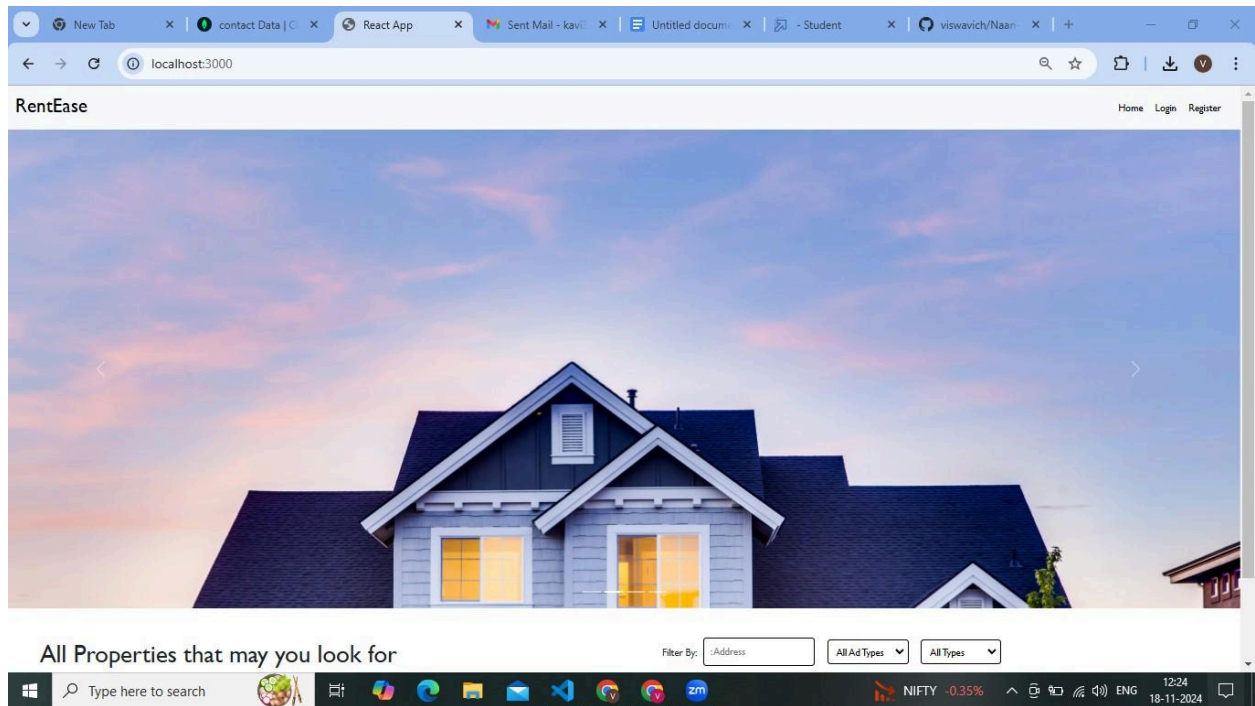 New Tab
contact Data | C
React App
Sent Mail - kavi
Untitled docum
- Student
viswavich/Naan
localhost:3000
V
RentEase
Home Login Register
All Properties that may you look for
Filter By:
:Address
All Ad Types
All Types
Type here to search
V
V
zm
NIFTY -0.35%
ENG
12:24
18-11-2024